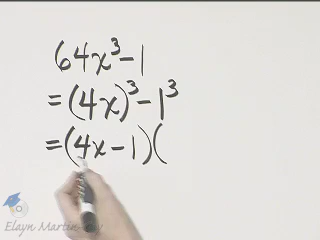 64x³-1
=(4x)³-1³
=(4x-1)(
Elayn Martin-Gay